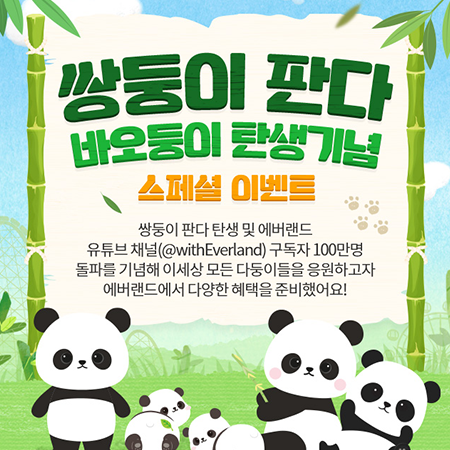 쌍둥이 판다
바오둥이 탄생기념
스페셜 이벤트
쌍둥이 판다 탄생 및 에버랜드
유튜브 채널(@withEverland) 구독자 100만명
돌파를 기념해 이세상 모든 다둥이들을 응원하고자
에버랜드에서 다양한 혜택을 준비했어요!